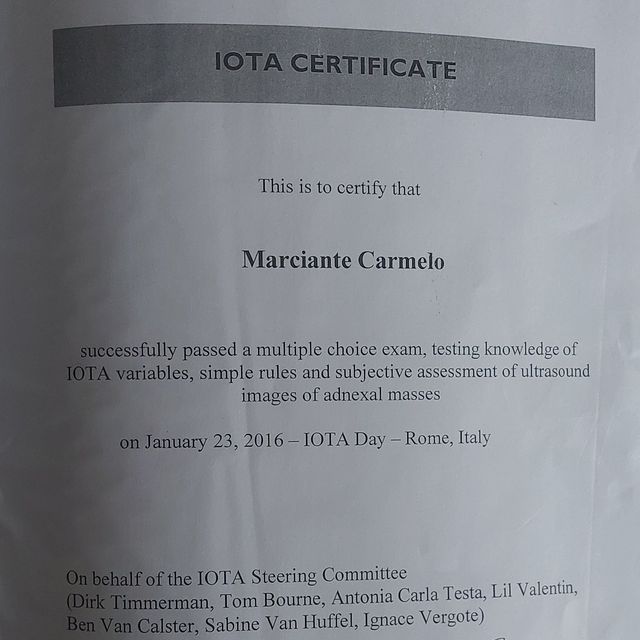 IOTA CERTIFICATE
This is to certify that
Marciante Carmelo
successfully passed a multiple choice exam, testing knowledge of
IOTA variables, simple rules and subjective assessment of ultrasound
images of adnexal masses
on January 23, 2016 – IOTA Day – Rome, Italy
On behalf of the IOTA Steering Committee
(Dirk Timmerman, Tom Bourne, Antonia Carla Testa, Lil Valentin,
Ben Van Calster, Sabine Van Huffel, Ignace Vergote)